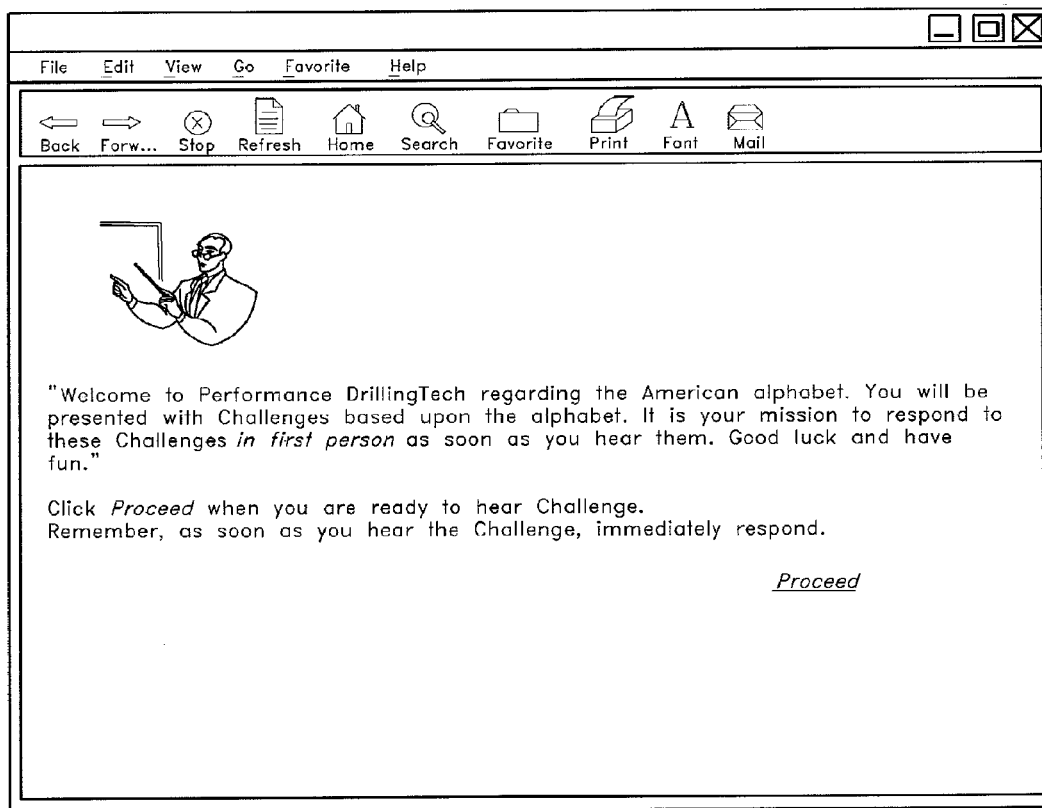 File Edit View Go Favorite Help
Back Forw... Stop Refresh Home Search Favorite Print Font Mail
"Welcome to Performance DrillingTech regarding the American alphabet. You will be
presented with Challenges based upon the alphabet. It is your mission to respond to
these Challenges in first person as soon as you hear them. Good luck and have
fun."
Click Proceed when you are ready to hear Challenge.
Remember, as soon as you hear the Challenge, immediately respond.
Proceed